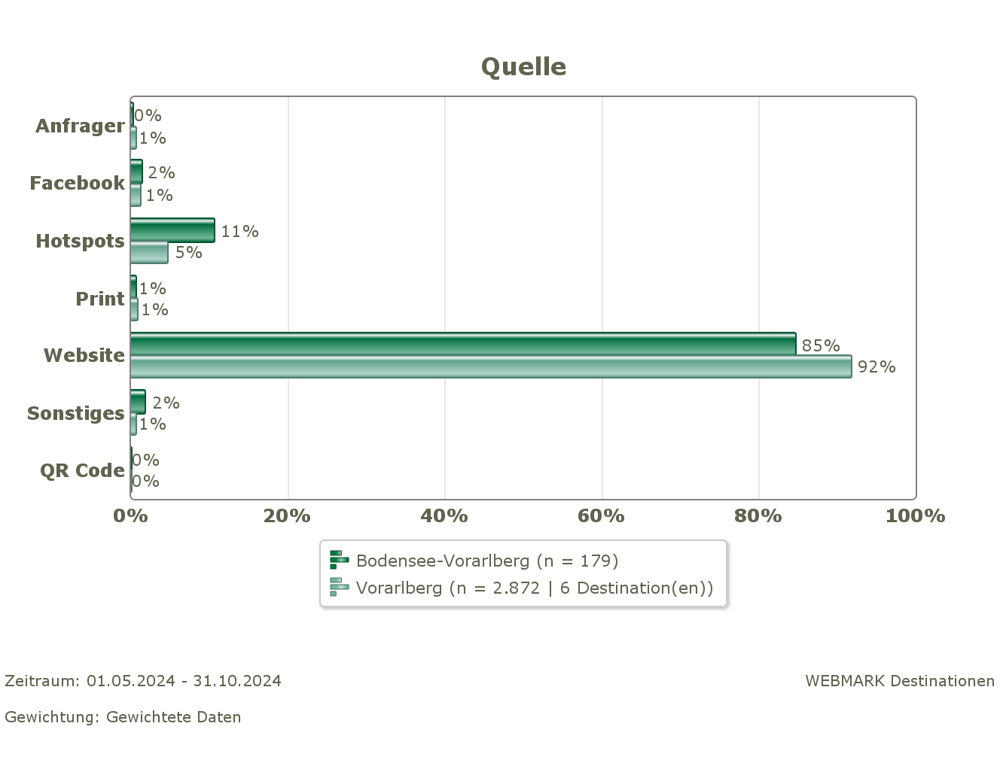 Quelle
Anfrager
0%
1%
Facebook
2%
1%
Hotspots
11%
5%
Print
1%
1%
Website
85%
92%
Sonstiges
2%
1%
QR Code
0%
0%
0% 20% 40% 60% 80% 100%
Bodensee-Vorarlberg (n = 179)
Vorarlberg (n = 2.872 | 6 Destination(en))
Zeitraum: 01.05.2024 - 31.10.2024
WEBMARK Destinationen
Gewichtung: Gewichtete Daten